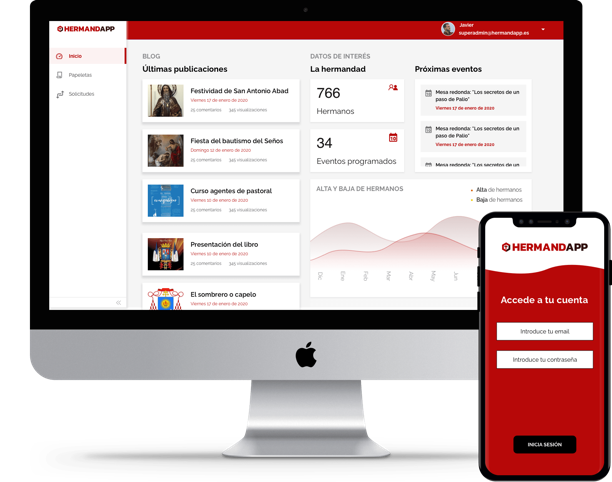 HERMANDAPP
Javier
superadmin@hermandapp.es
Inicio
Papeletas
Solicitudes
BLOG
Últimas publicaciones
Festividad de San Antonio Abad
Viernes 17 de enero de 2020
25 comentarios 345 visualizaciones
Fiesta del bautismo del Seños
Domingo 12 de enero de 2020
25 comentarios 345 visualizaciones
Curso agentes de pastoral
Viernes 10 de enero de 2020
25 comentarios 345 visualizaciones
Presentación del libro
Viernes 10 de enero de 2020
25 comentarios 345 visualizaciones
El sombrero o capelo
Viernes 17 de enero de 2020
DATOS DE INTERÉS
La hermandad
766
Hermanos
34
Eventos programados
Próximos eventos
Mesa redonda: "Los secretos de un
paso de Palio"
Viernes 17 de enero de 2020
Mesa redonda: "Los secretos de un
paso de Palio"
Viernes 17 de enero de 2020
Mesa redonda: "Los secretos de un
ALTA Y BAJA DE HERMANOS
Alta de hermanos
Baja de hermanos
Dic Ene Feb Mar Abr May Jun
HERMANDAPP
Accede a tu cuenta
Introduce tu email
Introduce tu contraseña
INICIA SESIÓN